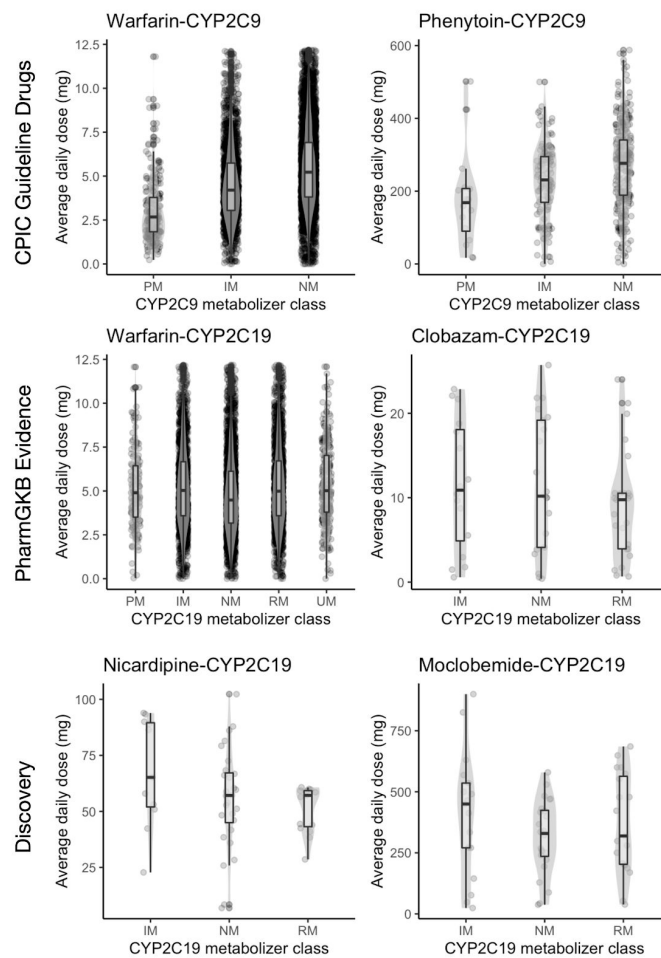 CPIC Guideline Drugs
Warfarin-CYP2C9
Average daily dose (mg)
12.5
10.0
7.5
5.0
2.5
0.0
PM IM NM
CYP2C9 metabolizer class
Phenytoin-CYP2C9
Average daily dose (mg)
600
400
200
0
PM IM NM
CYP2C9 metabolizer class
PharmGKB Evidence
Warfarin-CYP2C19
Average daily dose (mg)
12.5
10.0
7.5
5.0
2.5
0.0
PM IM NM RM UM
CYP2C19 metabolizer class
Clobazam-CYP2C19
Average daily dose (mg)
20
10
0
IM NM RM
CYP2C19 metabolizer class
Discovery
Nicardipine-CYP2C19
Average daily dose (mg)
100
75
50
25
IM NM RM
CYP2C19 metabolizer class
Moclobemide-CYP2C19
Average daily dose (mg)
750
500
250
0
IM NM RM
CYP2C19 metabolizer class